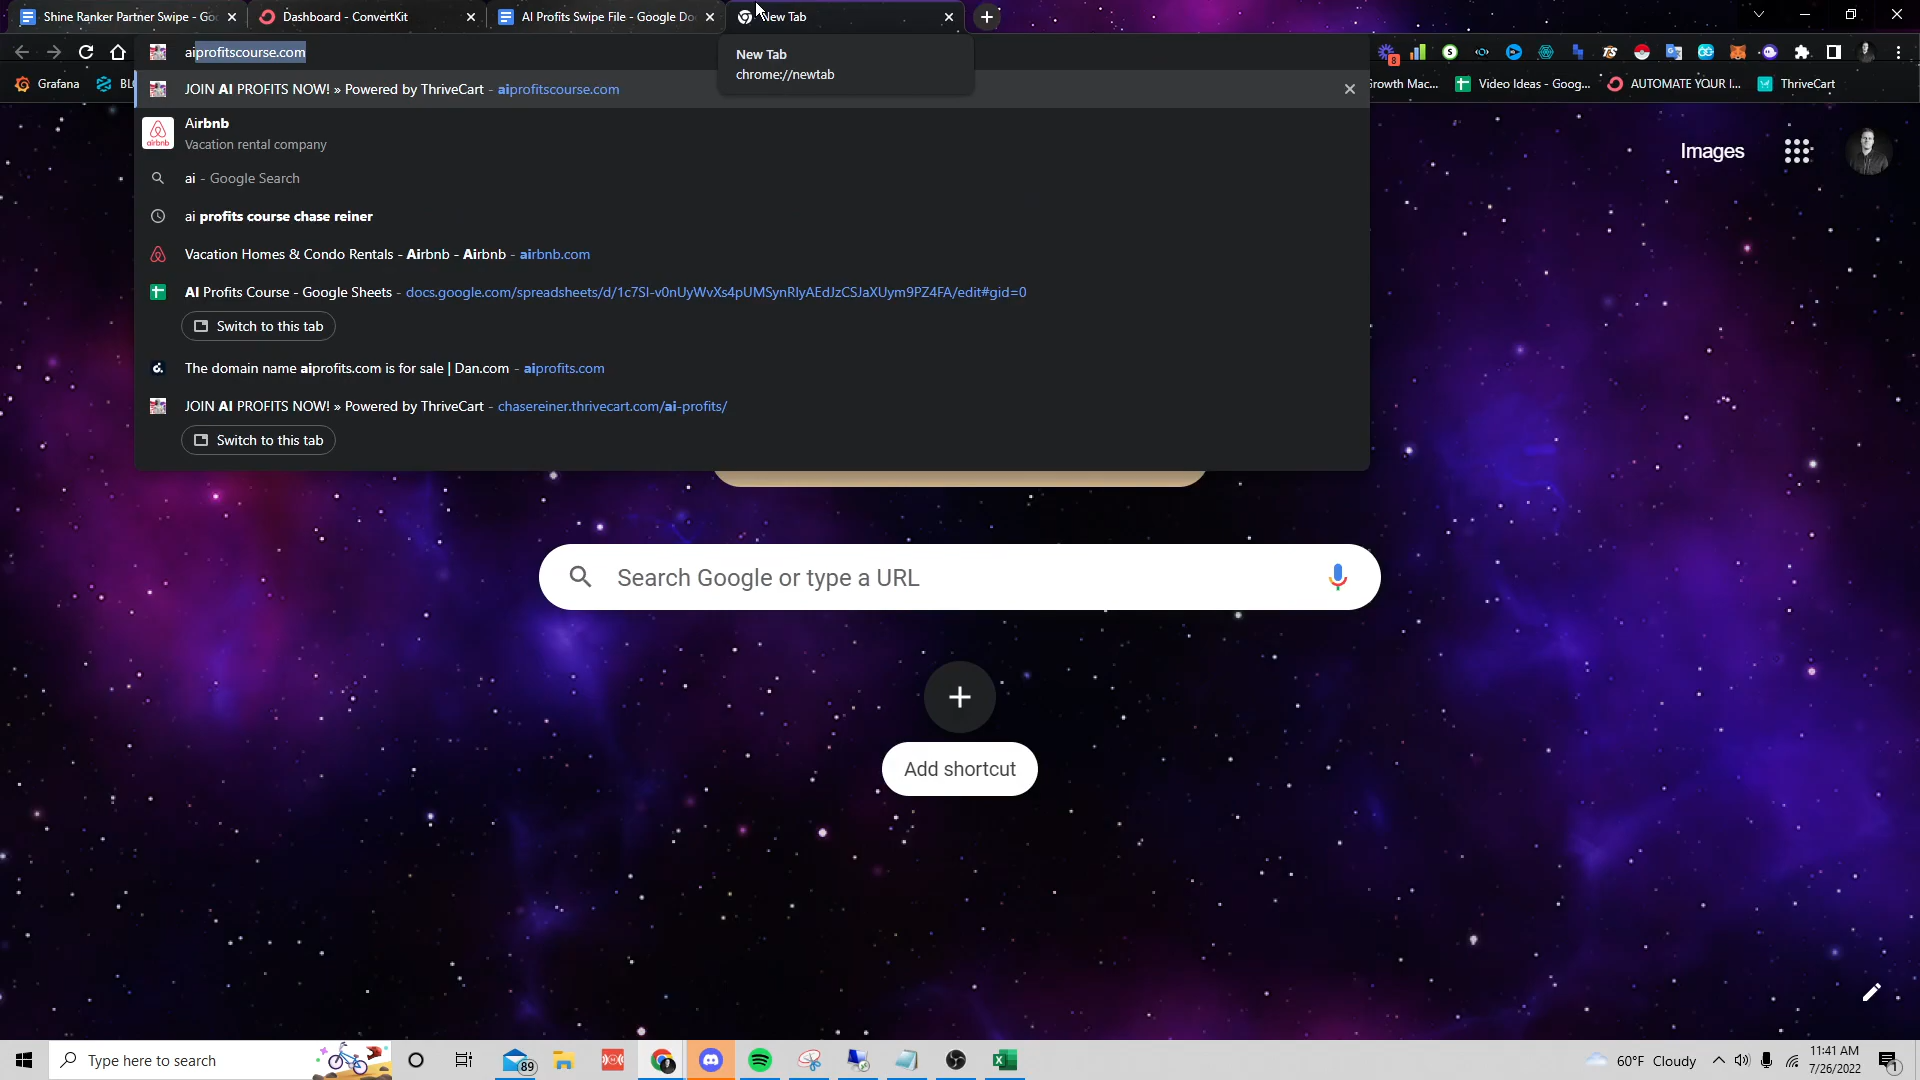 Shine Ranker Partner Swipe - Go
Dashboard - ConvertKit
AI Profits Swipe File - Google Do
New Tab
aiprofitscourse.com
8
New Tab
chrome://newtab
Grafana
JOIN AI PROFITS NOW! » Powered by ThriveCart - aiprofitscourse.com
rowth Mac...
Video Ideas - Goog...
AUTOMATE YOUR I...
ThriveCart
Airbnb
airbnb
Vacation rental company
Images
ai - Google Search
ai profits course chase reiner
Vacation Homes & Condo Rentals - Airbnb - Airbnb - airbnb.com
AI Profits Course - Google Sheets - docs.google.com/spreadsheets/d/1c7SI-v0nUyWvXs4pUMSynRlyAEdJzCSJaXUym9PZ4FA/edit#gid=0
Switch to this tab
The domain name aiprofits.com is for sale | Dan.com - aiprofits.com
JOIN AI PROFITS NOW! » Powered by ThriveCart - chasereiner.thrivecart.com/ai-profits/
Switch to this tab
Search Google or type a URL
Add shortcut
Type here to search
89
60°F Cloudy
11:41 AM
7/26/2022
1